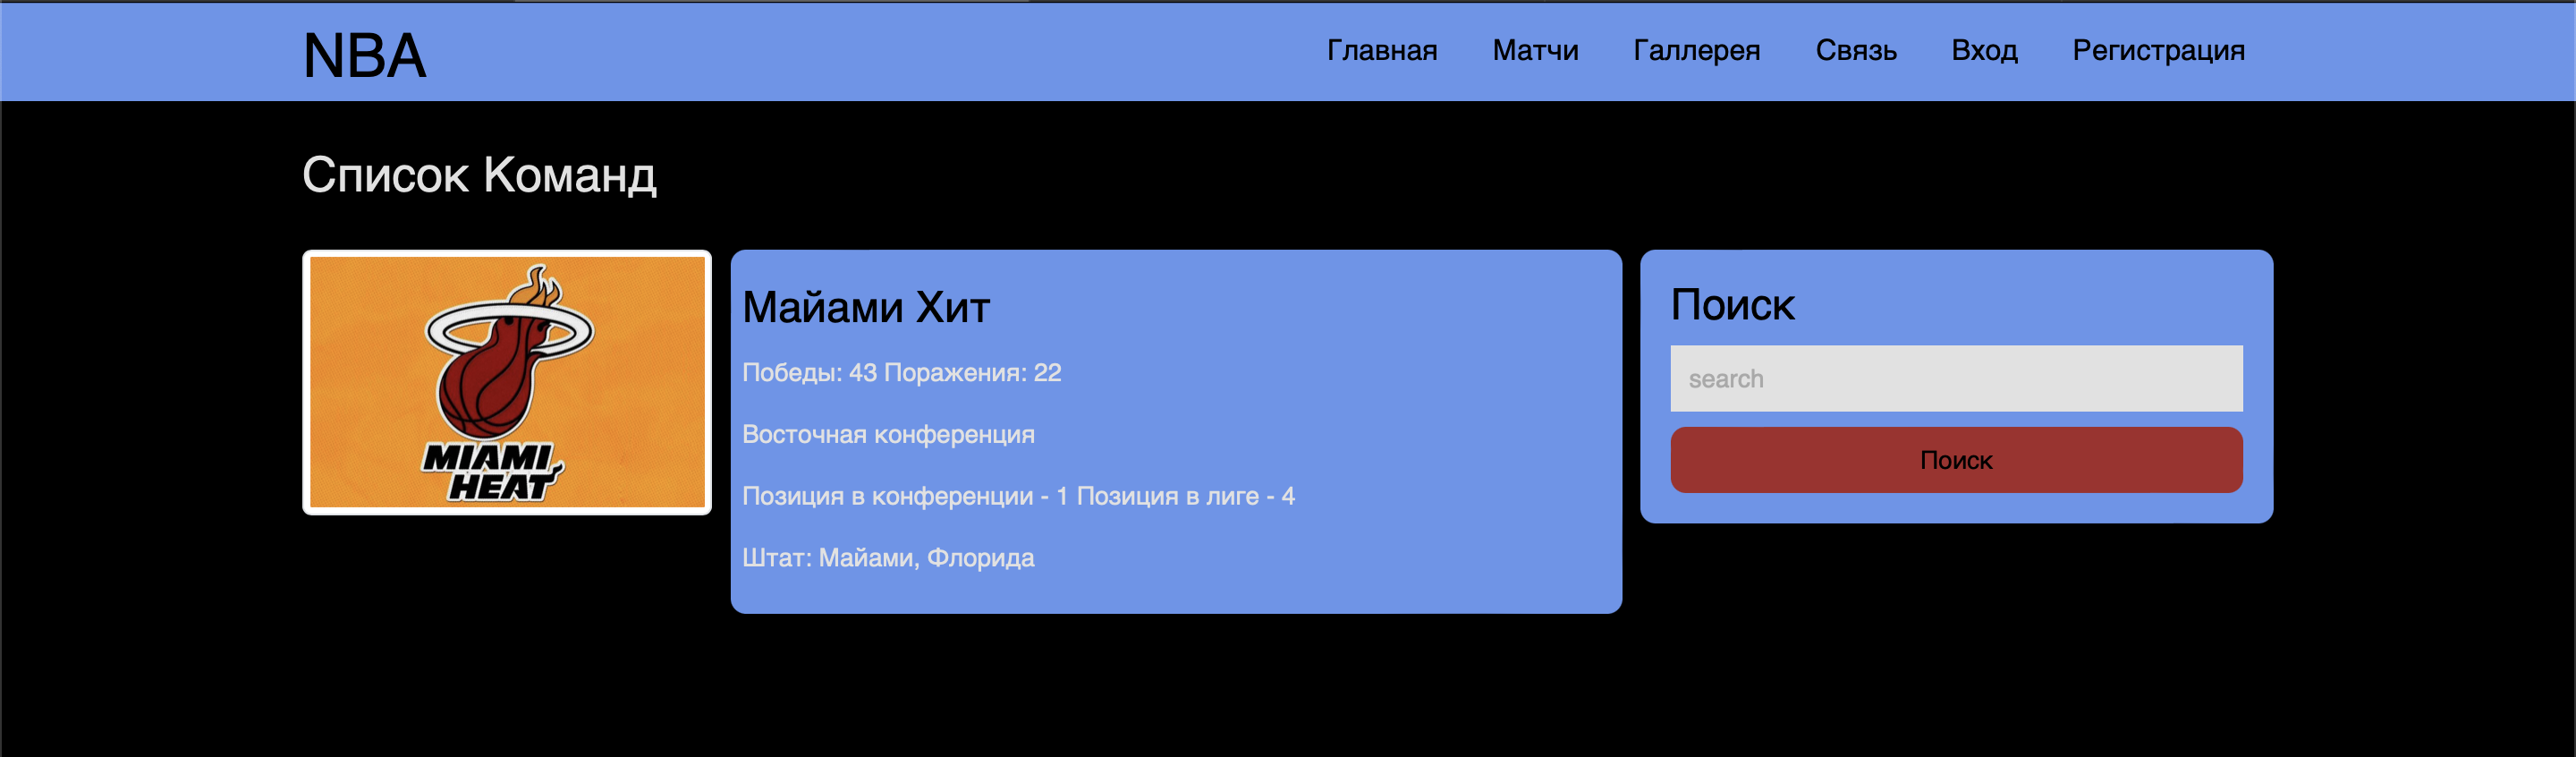 NBA
Главная Матчи Галлерея Связь Вход Регистрация
Список Команд
MIAMI
HEAT
Майами Хит
Победы: 43 Поражения: 22
Восточная конференция
Позиция в конференции - 1 Позиция в лиге - 4
Штат: Майами, Флорида
Поиск
search
Поиск